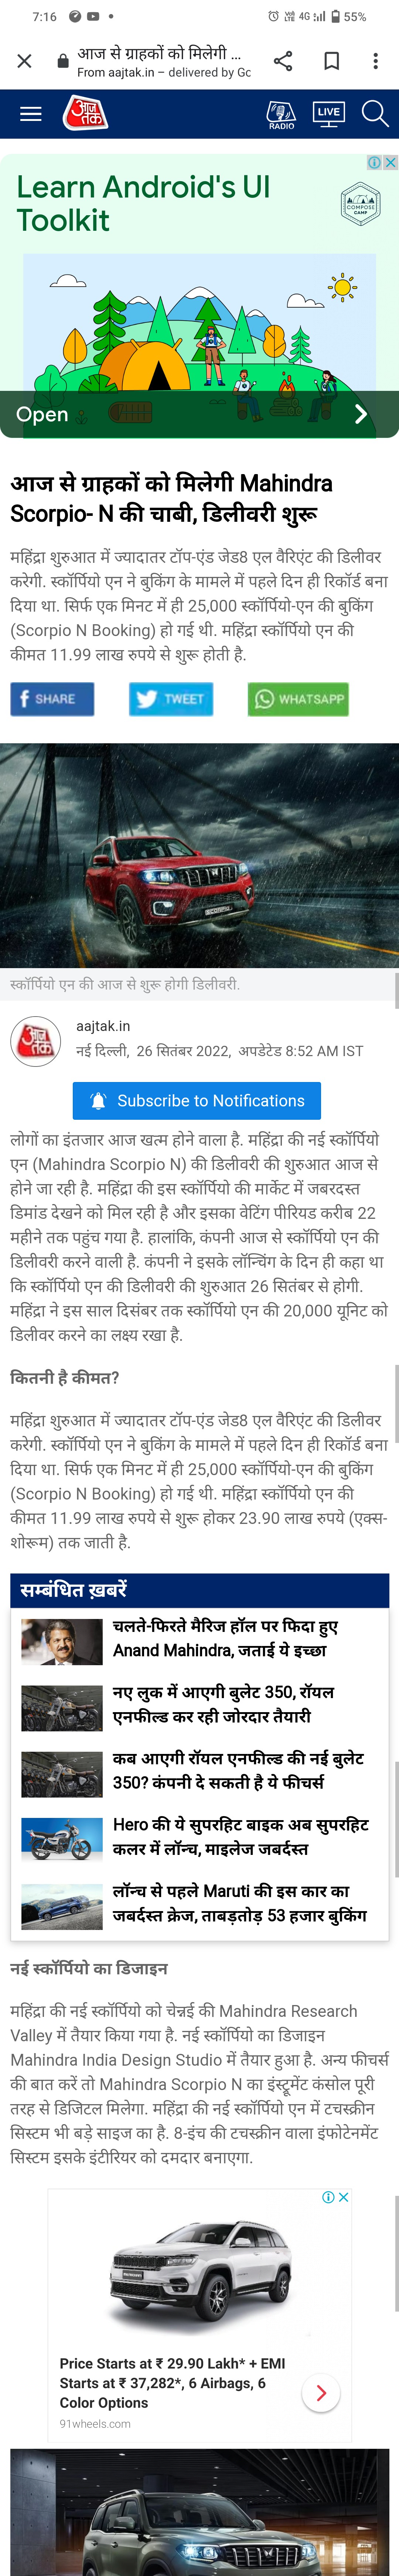 7:16
VoI LTE 4G 55%
आज से ग्राहकों को मिलेगी ...
From aajtak.in – delivered by Gc
आज तक
RADIO
LIVE
Learn Android's UI
Toolkit
COMPOSE
CAMP
Open
आज से ग्राहकों को मिलेगी Mahindra
Scorpio- N की चाबी, डिलीवरी शुरू
महिंद्रा शुरुआत में ज्यादातर टॉप-एंड जेड8 एल वैरिएंट की डिलीवर
करेगी. स्कॉर्पियो एन ने बुकिंग के मामले में पहले दिन ही रिकॉर्ड बना
दिया था. सिर्फ एक मिनट में ही 25,000 स्कॉर्पियो-एन की बुकिंग
(Scorpio N Booking) हो गई थी. महिंद्रा स्कॉर्पियो एन की
कीमत 11.99 लाख रुपये से शुरू होती है.
SHARE
TWEET
WHATSAPP
स्कॉर्पियो एन की आज से शुरू होगी डिलीवरी.
आज तक
aajtak.in
नई दिल्ली, 26 सितंबर 2022, अपडेटेड 8:52 AM IST
Subscribe to Notifications
लोगों का इंतजार आज खत्म होने वाला है. महिंद्रा की नई स्कॉर्पियो
एन (Mahindra Scorpio N) की डिलीवरी की शुरुआत आज से
होने जा रही है. महिंद्रा की इस स्कॉर्पियो की मार्केट में जबरदस्त
डिमांड देखने को मिल रही है और इसका वेटिंग पीरियड करीब 22
महीने तक पहुंच गया है. हालांकि, कंपनी आज से स्कॉर्पियो एन की
डिलीवरी करने वाली है. कंपनी ने इसके लॉन्चिंग के दिन ही कहा था
कि स्कॉर्पियो एन की डिलीवरी की शुरुआत 26 सितंबर से होगी.
महिंद्रा ने इस साल दिसंबर तक स्कॉर्पियो एन की 20,000 यूनिट को
डिलीवर करने का लक्ष्य रखा है.
कितनी है कीमत?
महिंद्रा शुरुआत में ज्यादातर टॉप-एंड जेड8 एल वैरिएंट की डिलीवर
करेगी. स्कॉर्पियो एन ने बुकिंग के मामले में पहले दिन ही रिकॉर्ड बना
दिया था. सिर्फ एक मिनट में ही 25,000 स्कॉर्पियो-एन की बुकिंग
(Scorpio N Booking) हो गई थी. महिंद्रा स्कॉर्पियो एन की
कीमत 11.99 लाख रुपये से शुरू होकर 23.90 लाख रुपये (एक्स-
शोरूम) तक जाती है.
सम्बंधित ख़बरें
चलते-फिरते मैरिज हॉल पर फिदा हुए
Anand Mahindra, जताई ये इच्छा
नए लुक में आएगी बुलेट 350, रॉयल
एनफील्ड कर रही जोरदार तैयारी
कब आएगी रॉयल एनफील्ड की नई बुलेट
350? कंपनी दे सकती है ये फीचर्स
Hero की ये सुपरहिट बाइक अब सुपरहिट
कलर में लॉन्च, माइलेज जबर्दस्त
लॉन्च से पहले Maruti की इस कार का
जबर्दस्त क्रेज, ताबड़तोड़ 53 हजार बुकिंग
नई स्कॉर्पियो का डिजाइन
महिंद्रा की नई स्कॉर्पियो को चेन्नई की Mahindra Research
Valley में तैयार किया गया है. नई स्कॉर्पियो का डिजाइन
Mahindra India Design Studio में तैयार हुआ है. अन्य फीचर्स
की बात करें तो Mahindra Scorpio N का इंस्ट्रूमेंट कंसोल पूरी
तरह से डिजिटल मिलेगा. महिंद्रा की नई स्कॉर्पियो एन में टचस्क्रीन
सिस्टम भी बड़े साइज का है. 8-इंच की टचस्क्रीन वाला इंफोटेनमेंट
सिस्टम इसके इंटीरियर को दमदार बनाएगा.
Price Starts at ₹ 29.90 Lakh* + EMI
Starts at ₹ 37,282*, 6 Airbags, 6
Color Options
91wheels.com